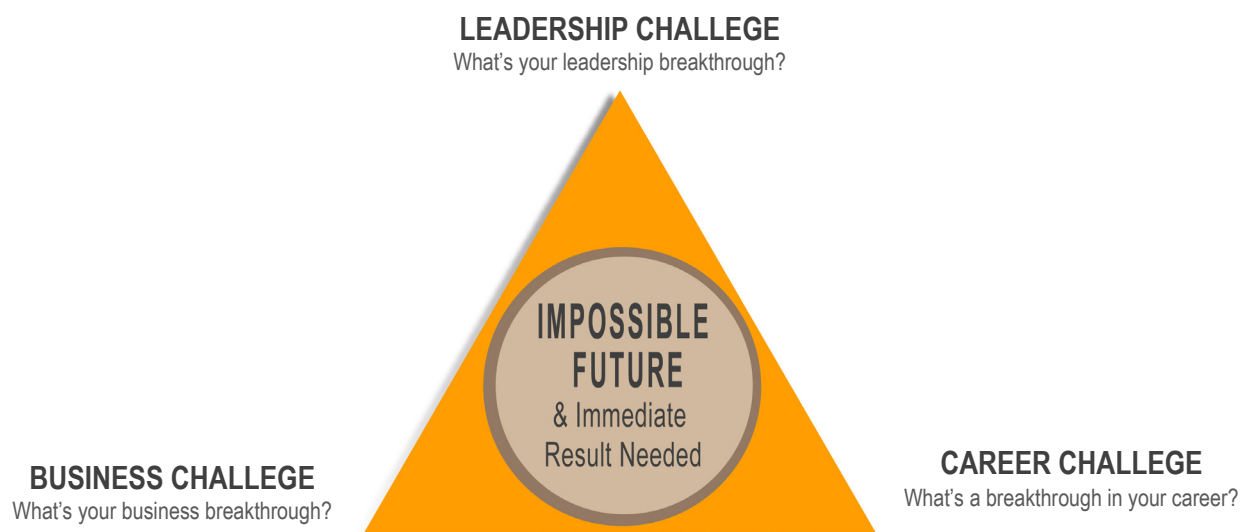 LEADERSHIP CHALLEGE
What's your leadership breakthrough?
IMPOSSIBLE
FUTURE
& Immediate
Result Needed
BUSINESS CHALLEGE
What's your business breakthrough?
CAREER CHALLEGE
What's a breakthrough in your career?